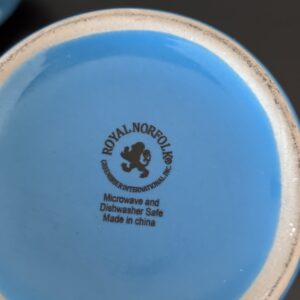 ROYAL NORFOLK®
GREENBRIER INTERNATIONAL, INC.
Microwave and
Dishwasher Safe
Made in china